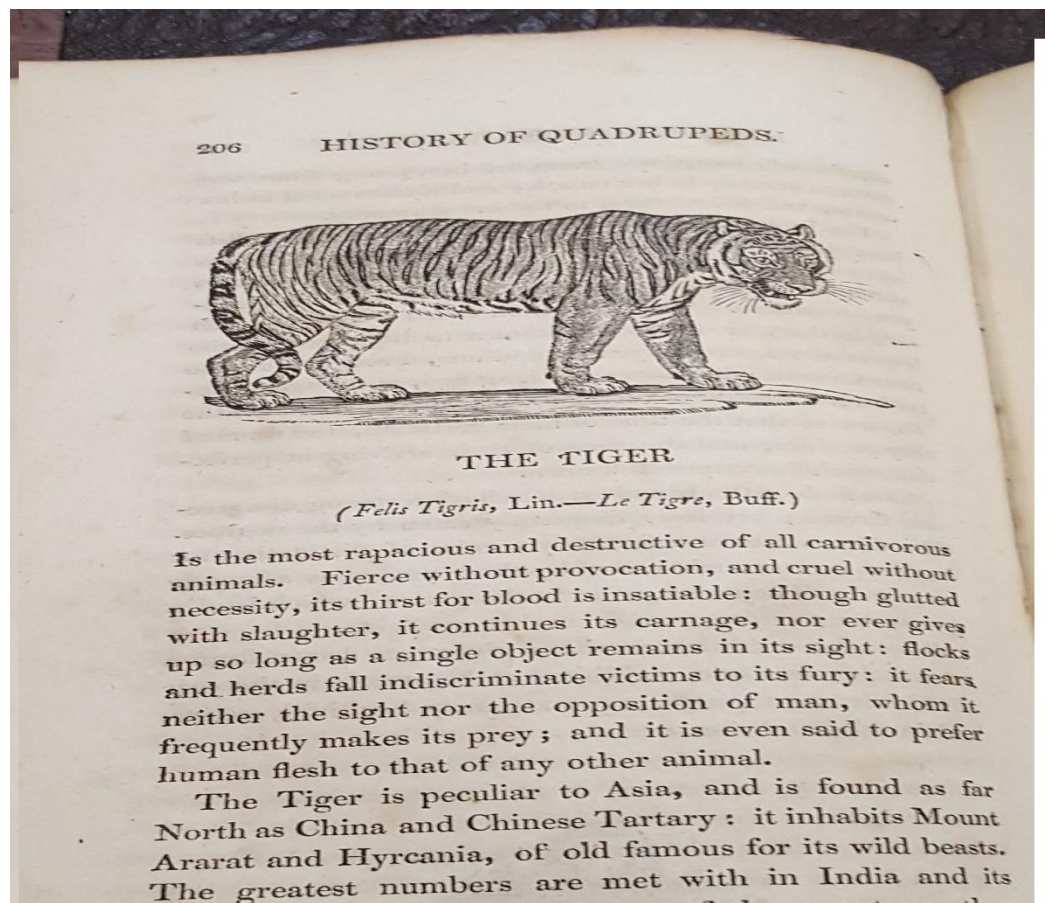 206 HISTORY OF QUADRUPEDS.
THE TIGER
(Felis Tigris, Lin.—Le Tigre, Buff.)
Is the most rapacious and destructive of all carnivorous
animals. Fierce without provocation, and cruel without
necessity, its thirst for blood is insatiable: though glutted
with slaughter, it continues its carnage, nor ever gives
up so long as a single object remains in its sight: flocks
and herds fall indiscriminate victims to its fury: it fears
neither the sight nor the opposition of man, whom it
frequently makes its prey; and it is even said to prefer
human flesh to that of any other animal.
The Tiger is peculiar to Asia, and is found as far
North as China and Chinese Tartary: it inhabits Mount
Ararat and Hyrcania, of old famous for its wild beasts.
The greatest numbers are met with in India and its